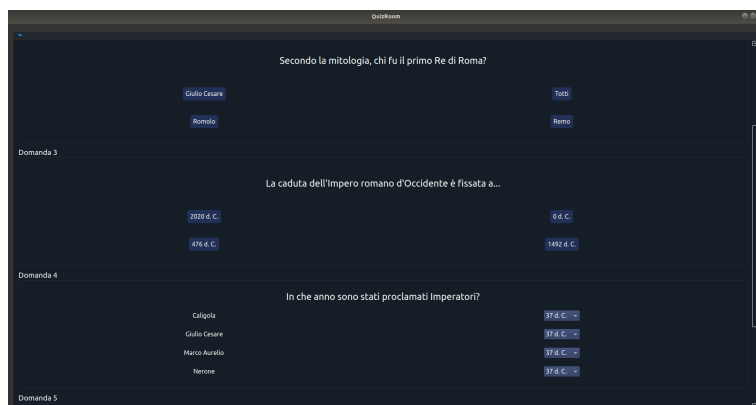 QuizRoom
Secondo la mitologia, chi fu il primo Re di Roma?
Giulio Cesare Totti
Romolo Remo
Domanda 3
La caduta dell'Impero romano d'Occidente è fissata a...
2020 d. C. 0 d. C.
476 d. C. 1492 d. C.
Domanda 4
In che anno sono stati proclamati Imperatori?
Caligola 37 d. C.
Giulio Cesare 37 d. C.
Marco Aurelio 37 d. C.
Nerone 37 d. C.
Domanda 5